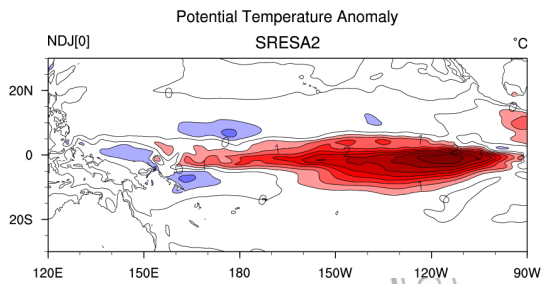 Potential Temperature Anomaly
NDJ[0] SRESA2 °C
20N
0
20S
120E 150E 180 150W 120W 90W